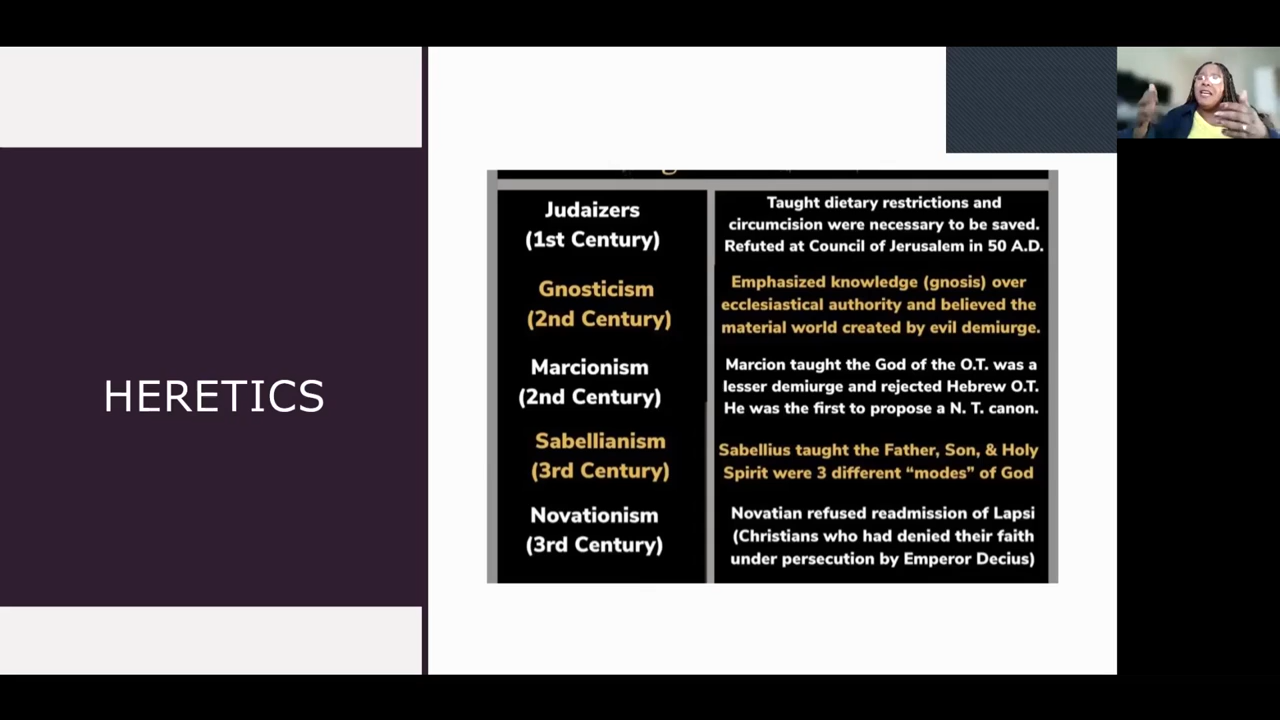 HERETICS
Judaizers
(1st Century)
Taught dietary restrictions and
circumcision were necessary to be saved.
Refuted at Council of Jerusalem in 50 A.D.
Gnosticism
(2nd Century)
Emphasized knowledge (gnosis) over
ecclesiastical authority and believed the
material world created by evil demiurge.
Marcionism
(2nd Century)
Marcion taught the God of the O.T. was a
lesser demiurge and rejected Hebrew O.T.
He was the first to propose a N. T. canon.
Sabellianism
(3rd Century)
Sabellius taught the Father, Son, & Holy
Spirit were 3 different “modes” of God
Novationism
(3rd Century)
Novatian refused readmission of Lapsi
(Christians who had denied their faith
under persecution by Emperor Decius)